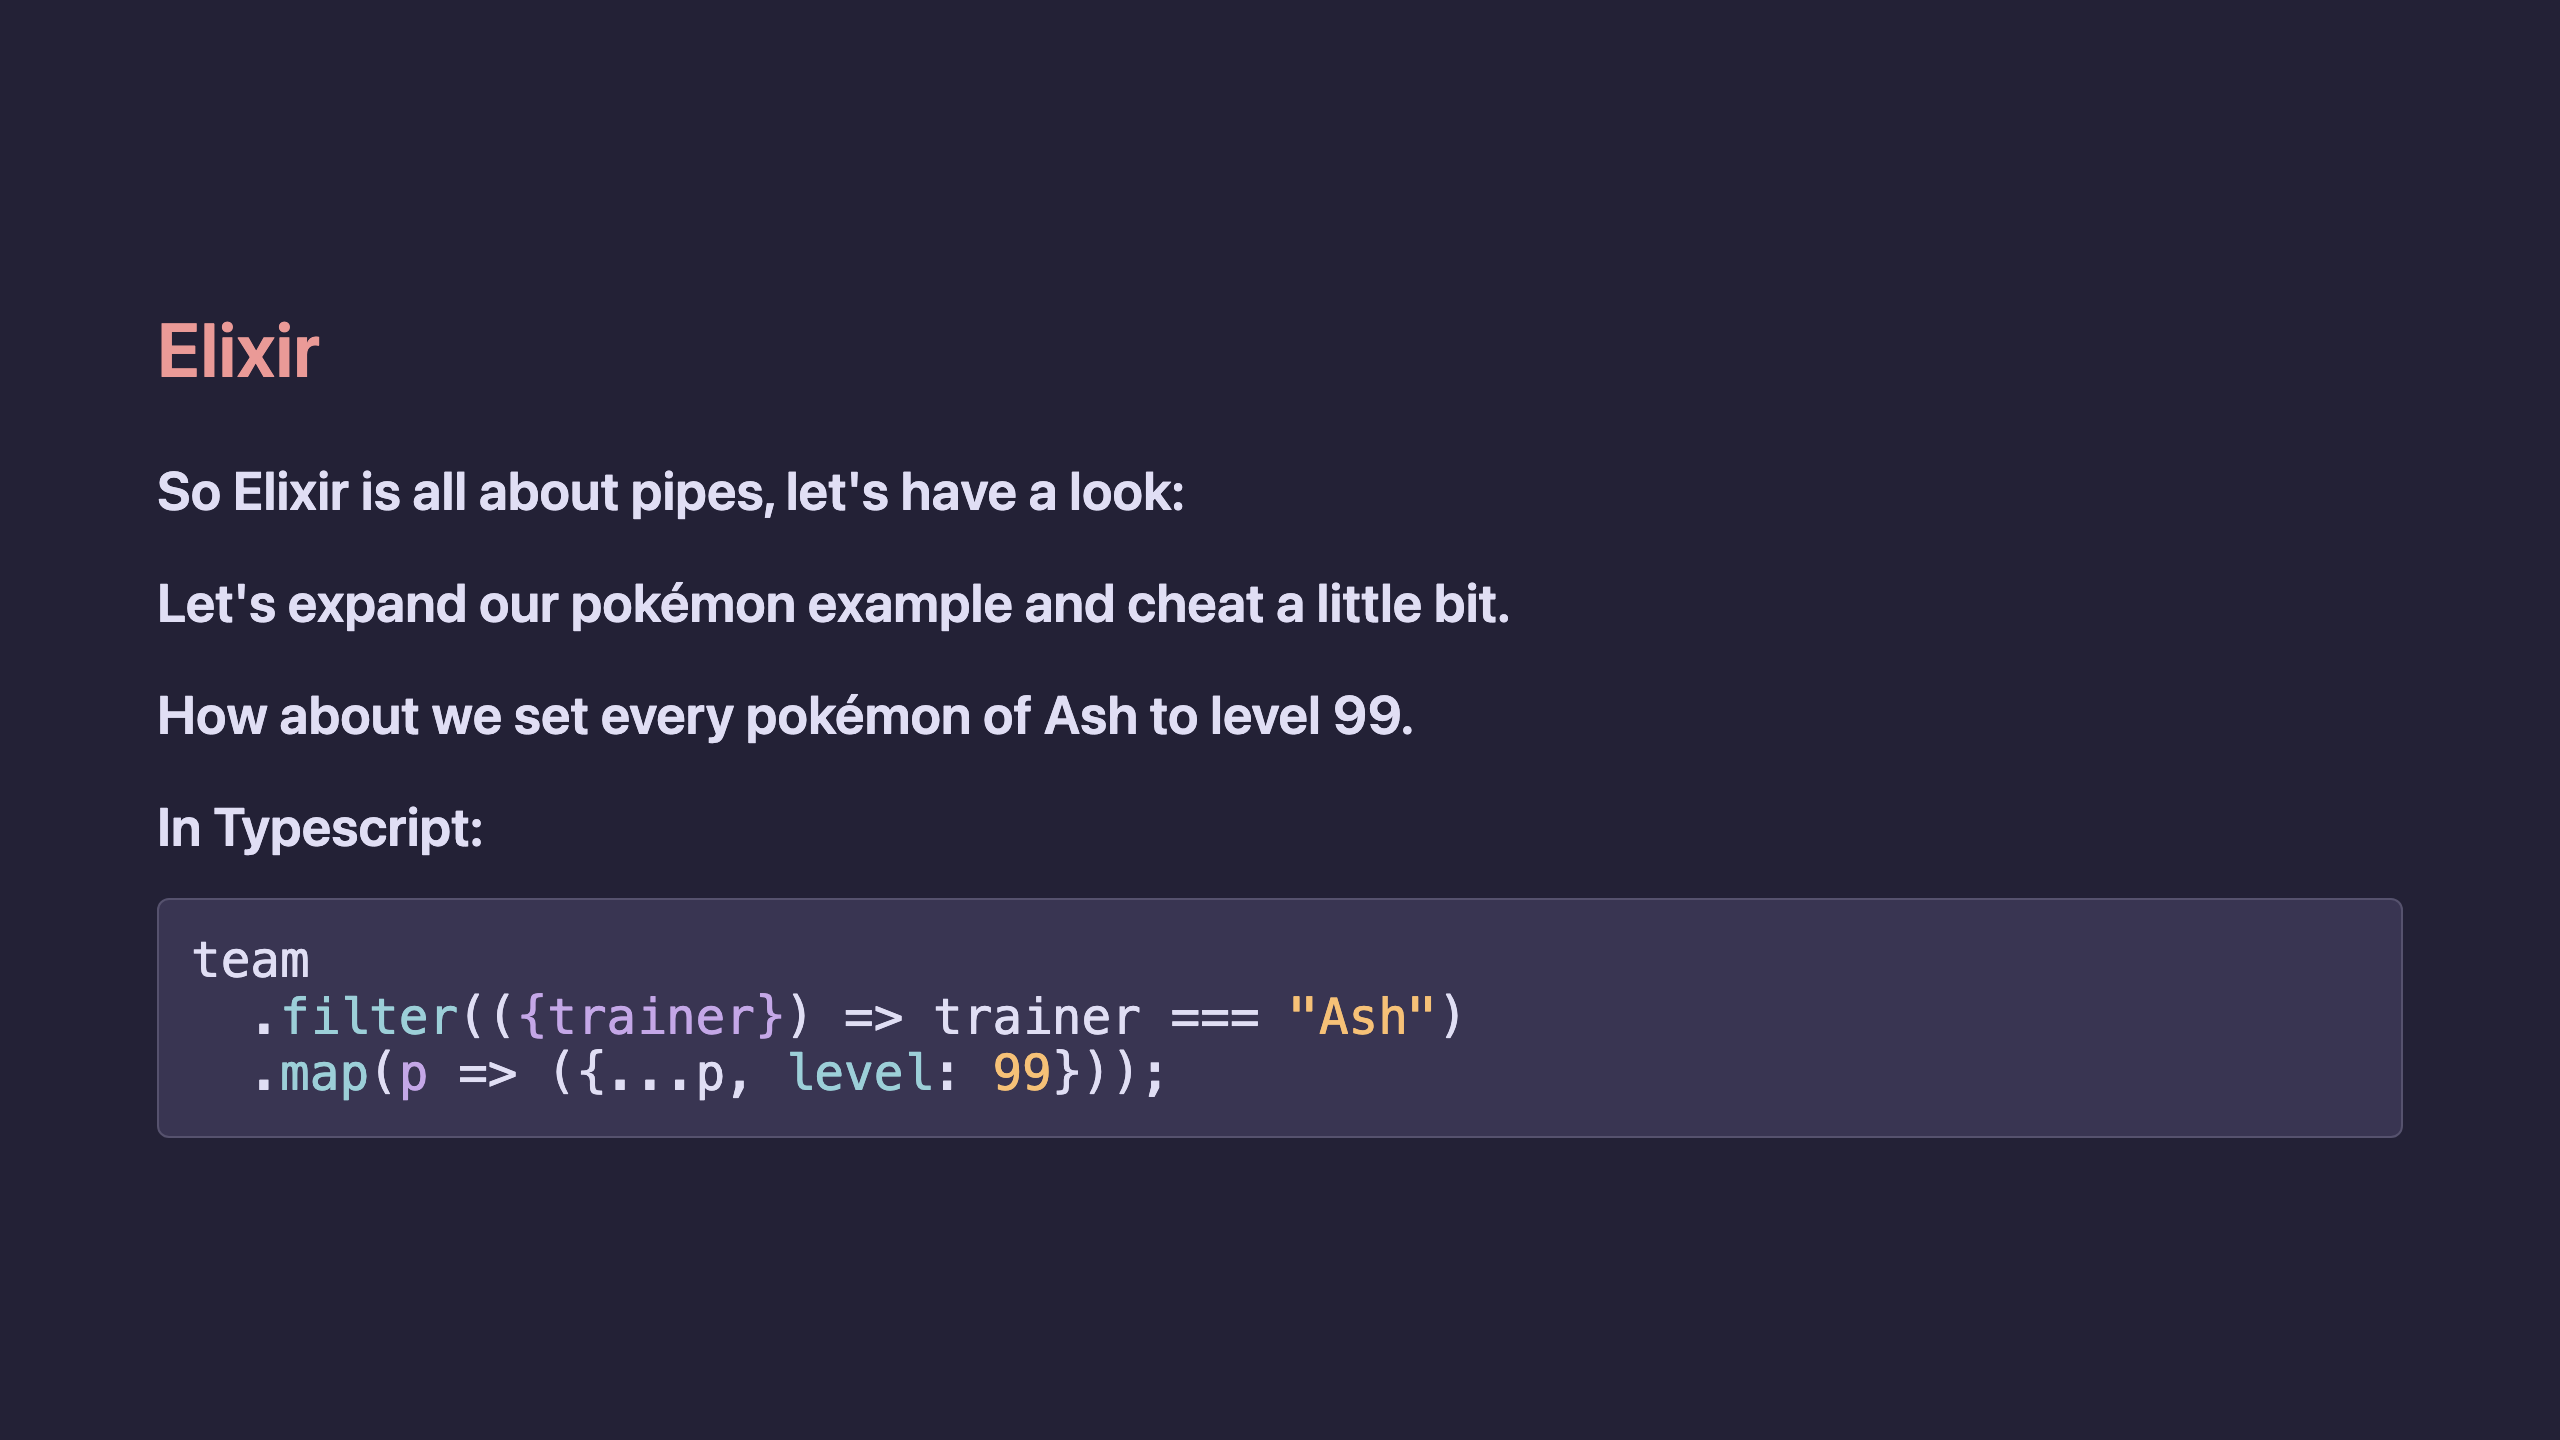 Elixir
So Elixir is all about pipes, let's have a look:
Let's expand our pokémon example and cheat a little bit.
How about we set every pokémon of Ash to level 99.
In Typescript:
team
  .filter(({trainer}) => trainer === "Ash")
  .map(p => ({...p, level: 99}));